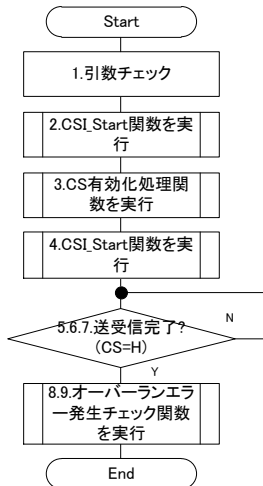 Start
1.引数チェック
2.CSI_Start関数を実
行
3.CS有効化処理関
数を実行
4.CSI_Start関数を実
行
5.6.7.送受信完了?
(CS=H)
N
Y
8.9.オーバーランエラ
ー発生チェック関数
を実行
End